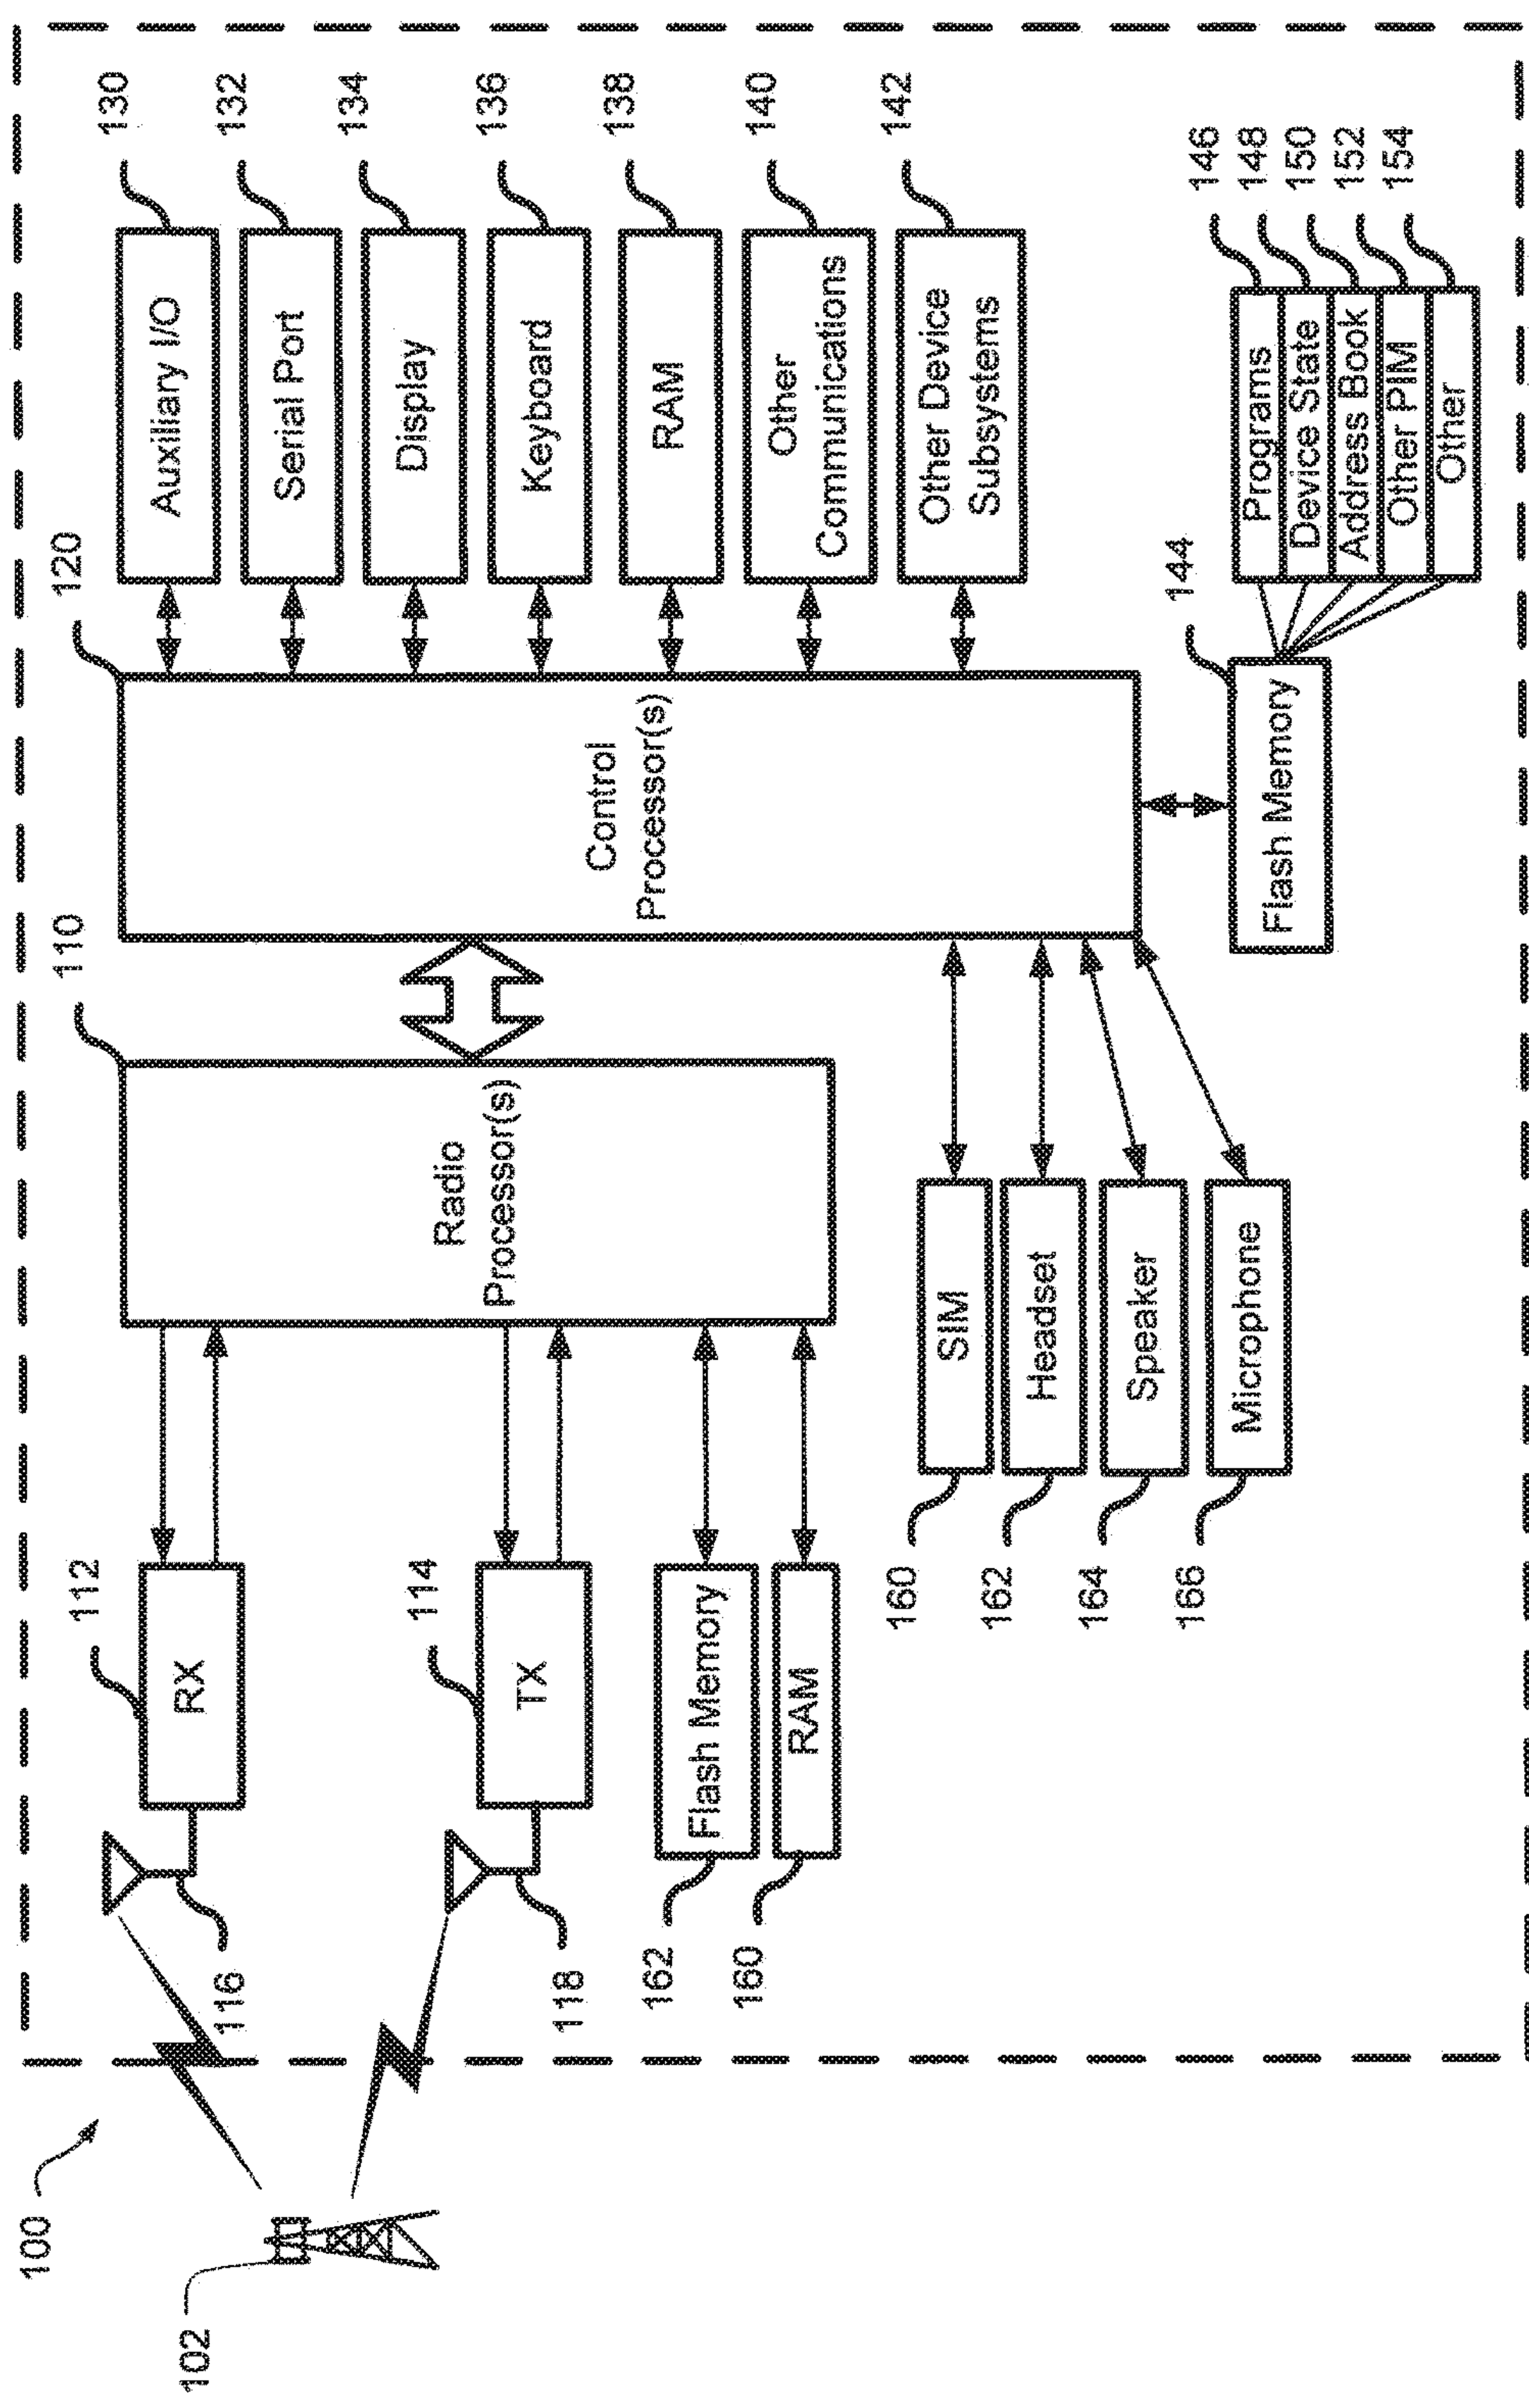 100
102
116
112
RX
118
114
TX
162
Flash Memory
160
RAM
110
Radio
Processor(s)
120
Control
Processor(s)
130
Auxiliary I/O
132
Serial Port
134
Display
136
Keyboard
138
RAM
140
Other
Communications
142
Other Device
Subsystems
160
SIM
162
Headset
164
Speaker
166
Microphone
144
Flash Memory
146
Programs
148
Device State
150
Address Book
152
Other PIM
154
Other